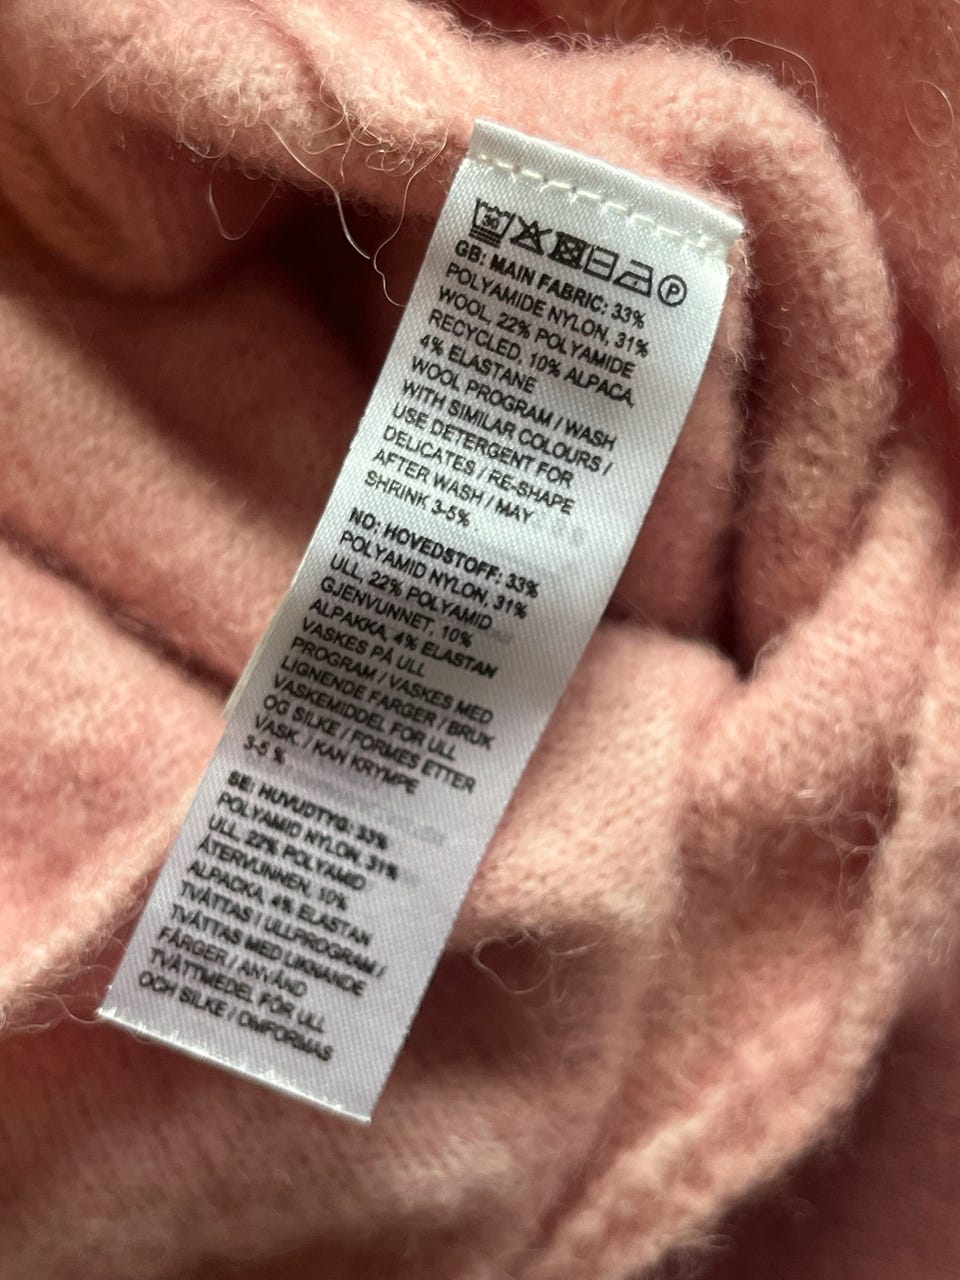 30 P
GB: MAIN FABRIC: 33%
POLYAMIDE NYLON, 31%
WOOL, 22% POLYAMIDE
RECYCLED, 10% ALPACA,
4% ELASTANE
WOOL PROGRAM / WASH
WITH SIMILAR COLOURS /
USE DETERGENT FOR
DELICATES / RE-SHAPE
AFTER WASH / MAY
SHRINK 3-5%
NO: HOVEDSTOFF: 33%
POLYAMID NYLON, 31%
ULL, 22% POLYAMID
GJENVUNNET, 10%
ALPAKKA, 4% ELASTAN
VASKES PÅ ULL
PROGRAM / VASKES MED
LIGNENDE FARGER / BRUK
VASKEMIDDEL FOR ULL
OG SILKE / FORMES ETTER
VASK / KAN KRYMPE
3-5 %
SE: HUVUDTYG: 33%
POLYAMID NYLON, 31%
ULL, 22% POLYAMID
ÅTERVUNNEN, 10%
ALPACKA, 4% ELASTAN
TVÄTTAS I ULLPROGRAM /
TVÄTTAS MED LIKNANDE
FÄRGER / ANVÄND
TVÄTTMEDEL FÖR ULL
OCH SILKE / OMFORMAS